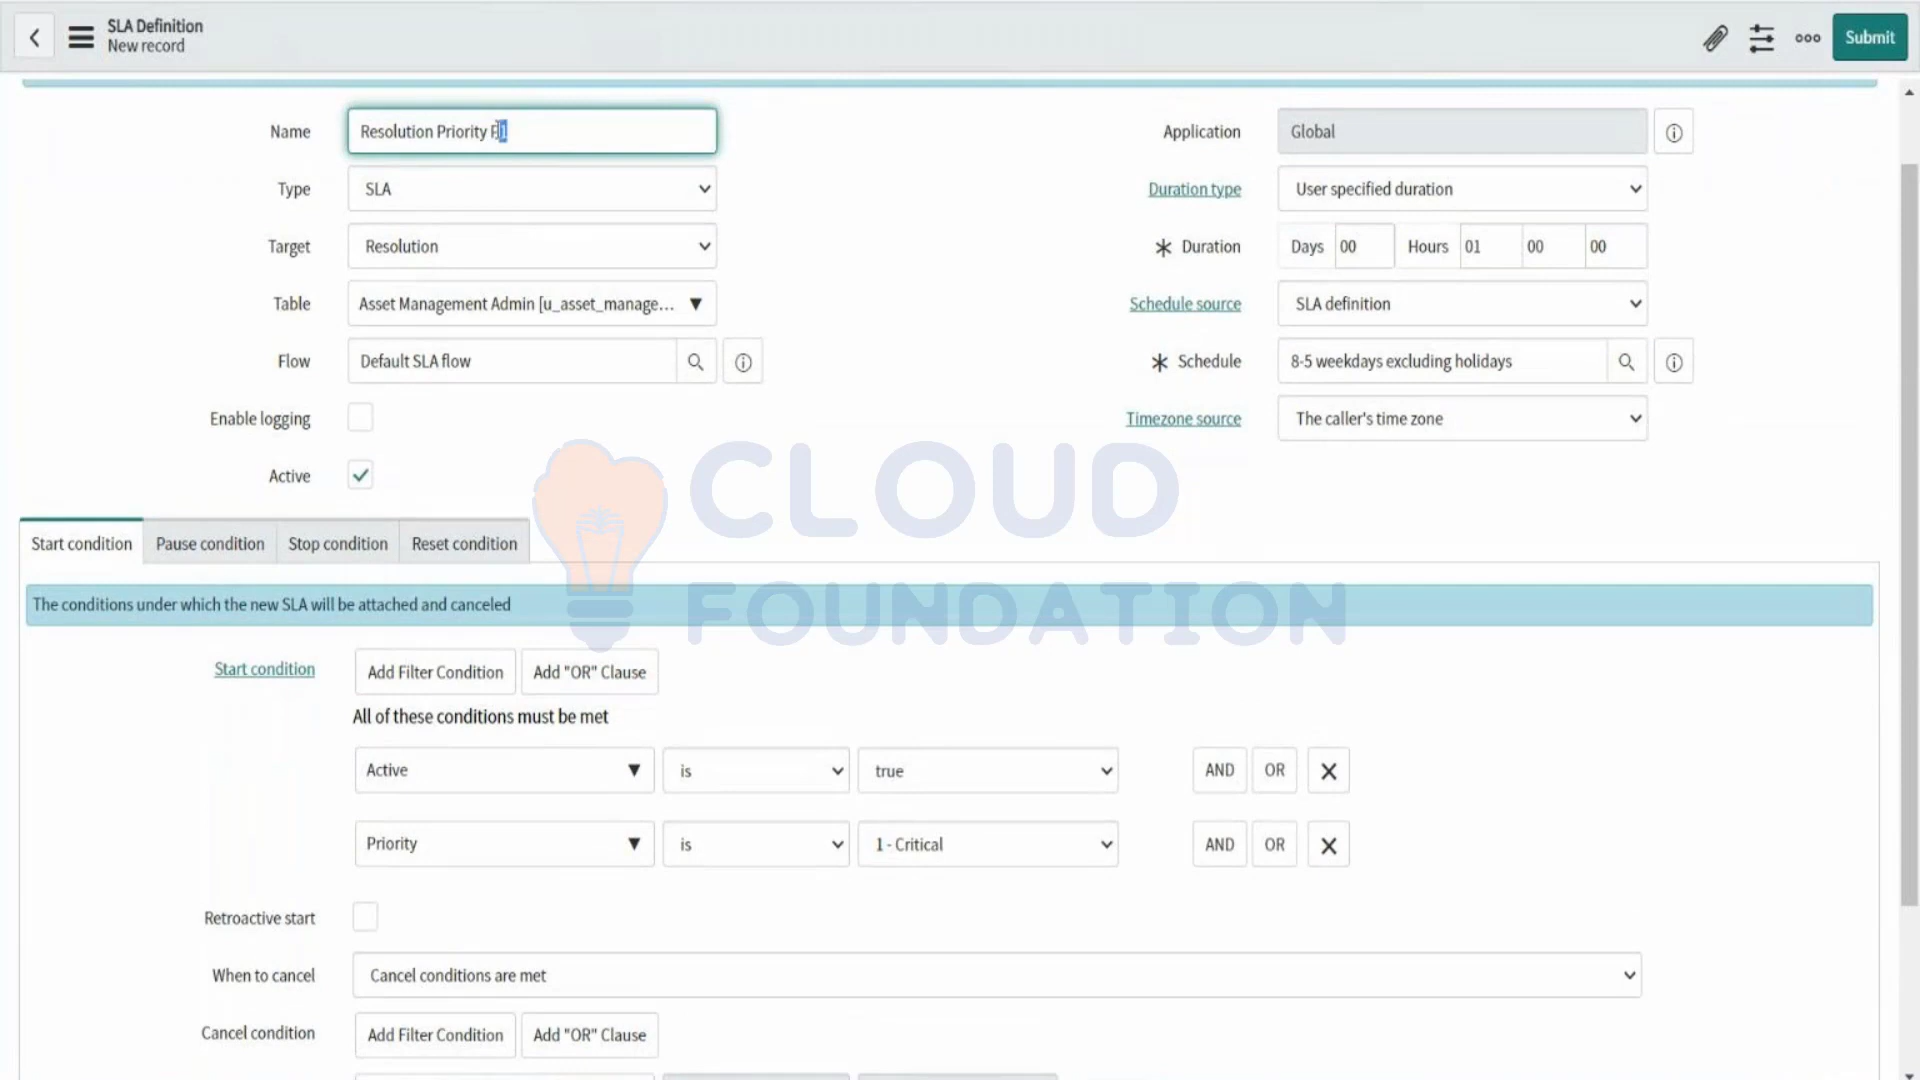 SLA Definition
New record
Submit
Name
Resolution Priority P1
Application
Global
Type
SLA
Duration type
User specified duration
Target
Resolution
Duration
Days 00 Hours 01 00 00
Table
Asset Management Admin [u_asset_manage...
Schedule source
SLA definition
Flow
Default SLA flow
Schedule
8-5 weekdays excluding holidays
Enable logging
Timezone source
The caller's time zone
Active
CLOUD
FOUNDATION
Start condition Pause condition Stop condition Reset condition
The conditions under which the new SLA will be attached and canceled
Start condition
Add Filter Condition Add "OR" Clause
All of these conditions must be met
Active is true AND OR
Priority is 1 - Critical AND OR
Retroactive start
When to cancel
Cancel conditions are met
Cancel condition
Add Filter Condition Add "OR" Clause